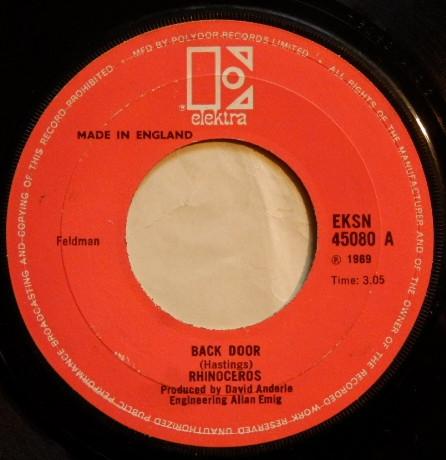 MFD BY POLYDOR RECORDS LIMITED · ALL RIGHTS OF THE MANUFACTURER AND OF THE OWNER OF THE RECORDED WORK RESERVED UNAUTHORIZED PUBLIC PERFORMANCE BROADCASTING AND COPYING OF THIS RECORD PROHIBITED
® elektra
MADE IN ENGLAND
Feldman
EKSN
45080 A
℗ 1969
Time: 3.05
BACK DOOR
(Hastings)
RHINOCEROS
Produced by David Anderle
Engineering Allan Emig